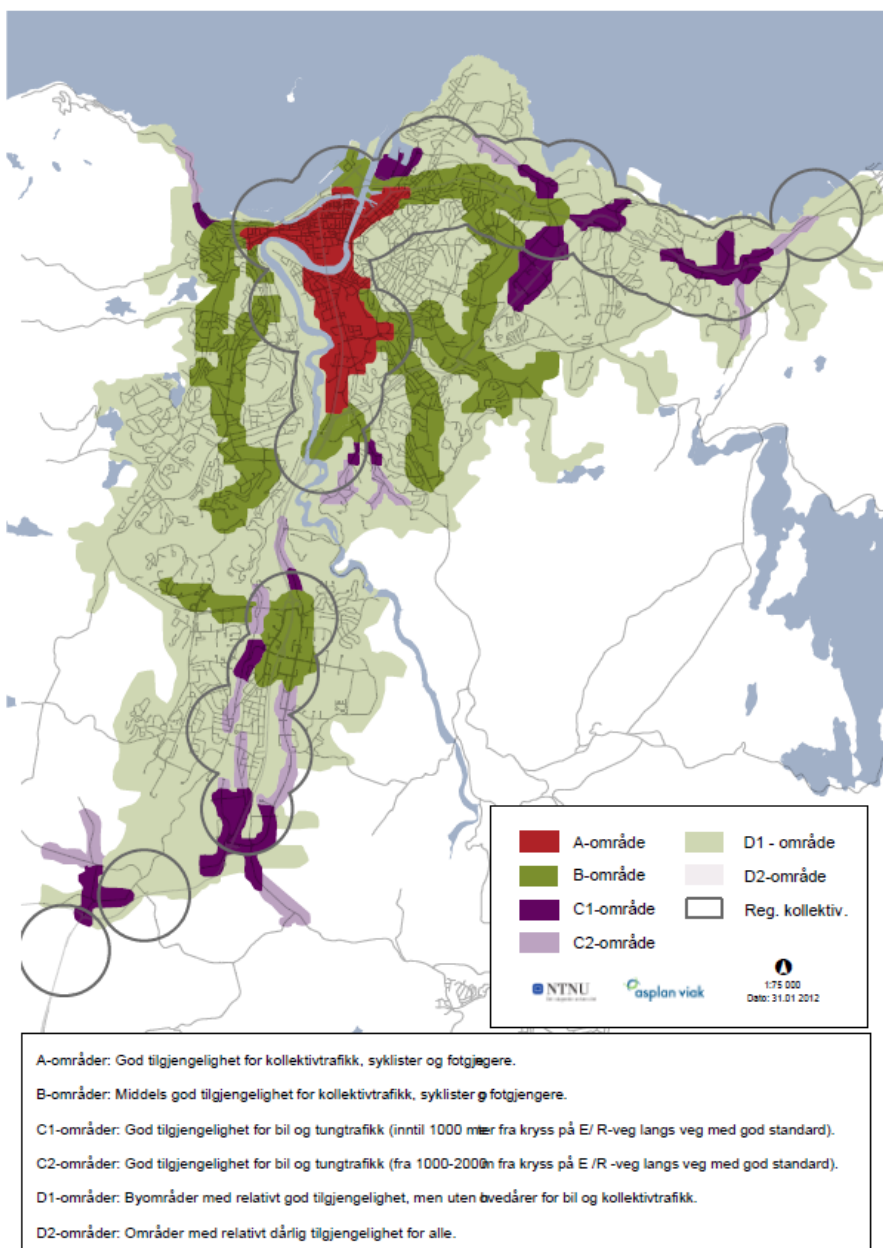 A-område
B-område
C1-område
C2-område
D1 - område
D2-område
Reg. kollektiv.
NTNU
asplan viak
1:75 000
Dato: 31.01 2012
A-områder: God tilgjengelighet for kollektivtrafikk, syklister og fotgjengere.
B-områder: Middels god tilgjengelighet for kollektivtrafikk, syklister og fotgjengere.
C1-områder: God tilgjengelighet for bil og tungtrafikk (inntil 1000 meter fra kryss på E/ R-veg langs veg med god standard).
C2-områder: God tilgjengelighet for bil og tungtrafikk (fra 1000-2000m fra kryss på E /R -veg langs veg med god standard).
D1-områder: Byområder med relativt god tilgjengelighet, men uten hovedårer for bil og kollektivtrafikk.
D2-områder: Områder med relativt dårlig tilgjengelighet for alle.